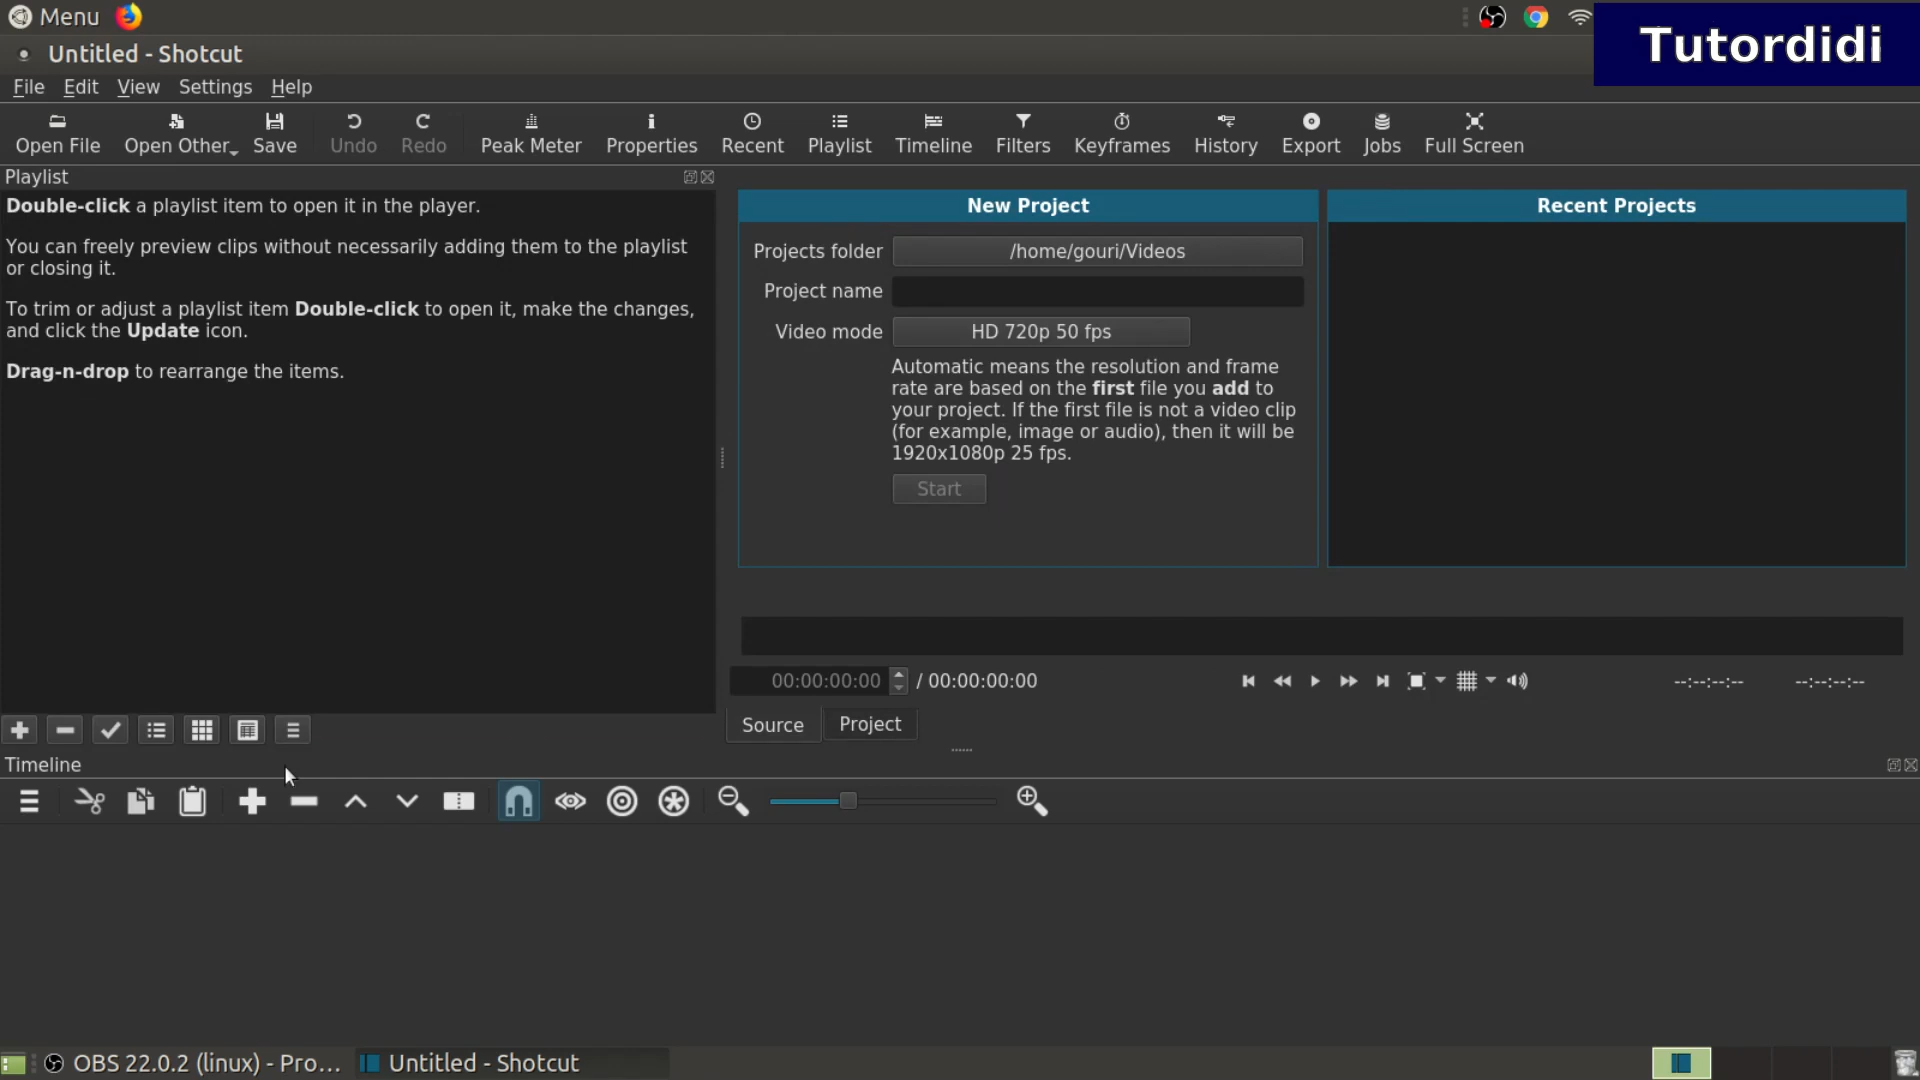 Menu
Tutordidi
Untitled - Shotcut
File Edit View Settings Help
Open File Open Other Save Undo Redo Peak Meter Properties Recent Playlist Timeline Filters Keyframes History Export Jobs Full Screen
Playlist
Double-click a playlist item to open it in the player.
You can freely preview clips without necessarily adding them to the playlist
or closing it.
To trim or adjust a playlist item Double-click to open it, make the changes,
and click the Update icon.
Drag-n-drop to rearrange the items.
New Project
Projects folder /home/gouri/Videos
Project name
Video mode HD 720p 50 fps
Automatic means the resolution and frame
rate are based on the first file you add to
your project. If the first file is not a video clip
(for example, image or audio), then it will be
1920x1080p 25 fps.
Start
Recent Projects
00:00:00:00 / 00:00:00:00 --:--:--:-- --:--:--:--
Source Project
Timeline
OBS 22.0.2 (linux) - Pro... Untitled - Shotcut